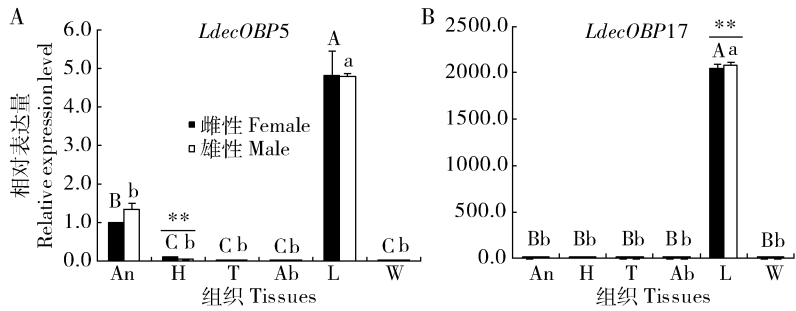 A
LdecOBP5
相对表达量
Relative expression level
6.0
5.0
4.0
3.0
2.0
1.0
0.0
雌性 Female
雄性 Male
B b
**
C b
C b
C b
A a
C b
An H T Ab L W
组织 Tissues
B
LdecOBP17
2500.0
2000.0
1500.0
1000.0
500.0
0.0
Bb Bb Bb Bb
**
A a
Bb
An H T Ab L W
组织 Tissues